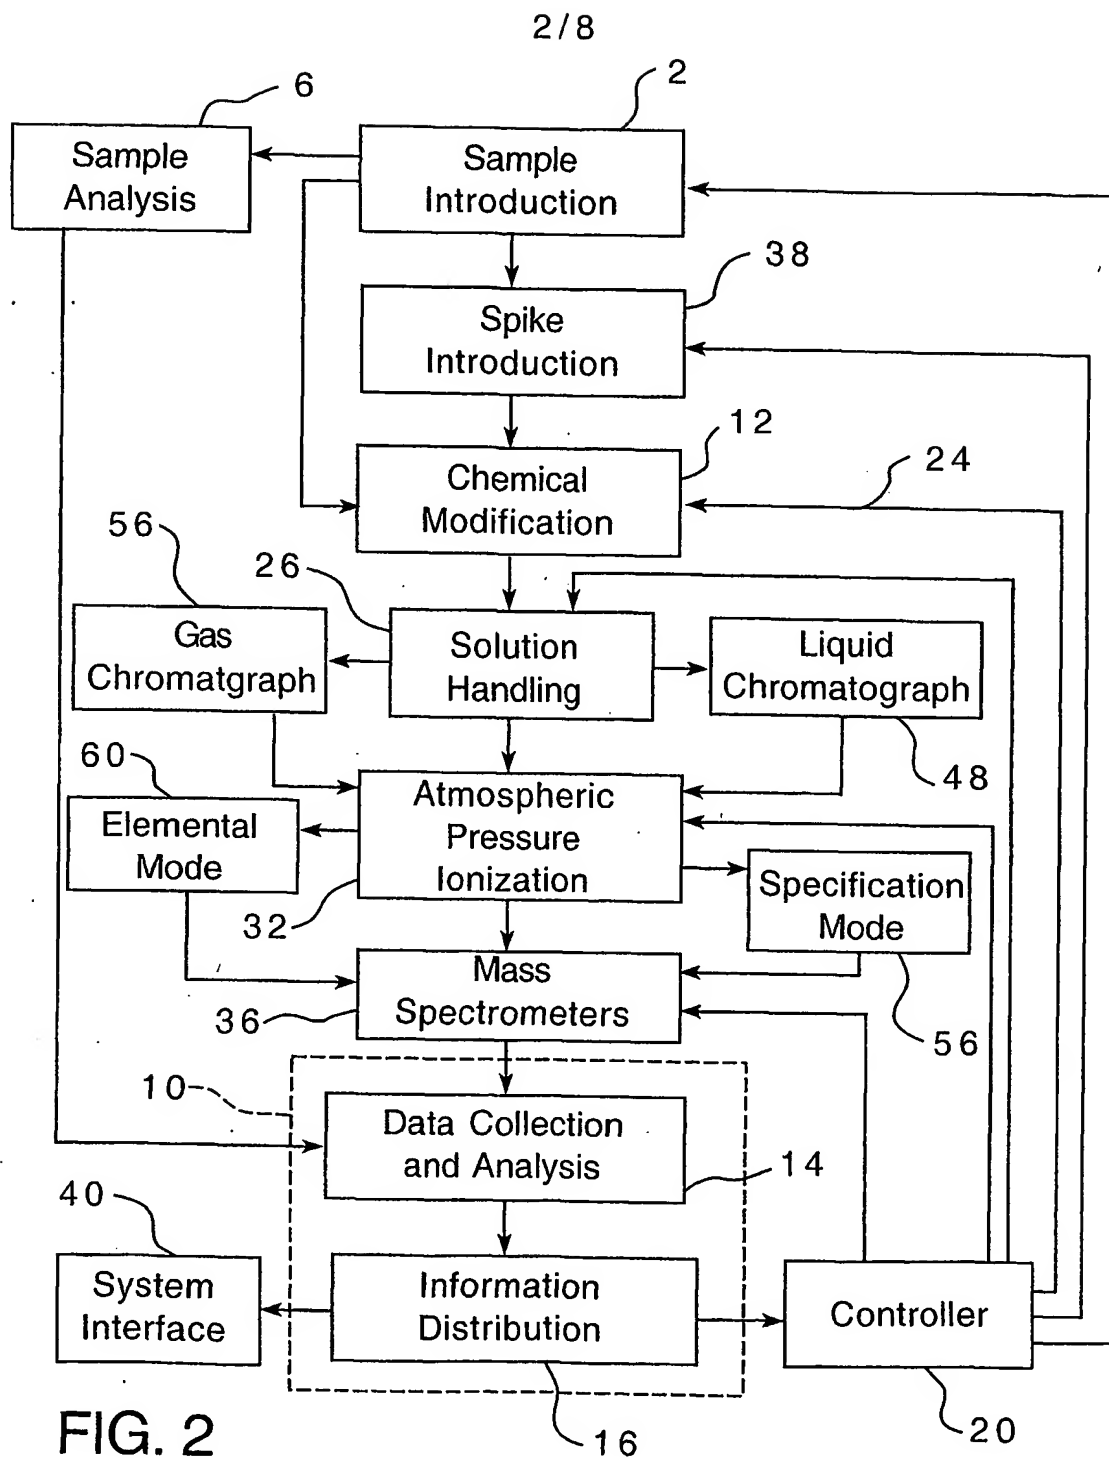 2/8
6
2
Sample
Analysis
Sample
Introduction
38
Spike
Introduction
12
24
Chemical
Modification
56
26
Gas
Chromatgraph
Solution
Handling
Liquid
Chromatograph
48
60
Elemental
Mode
Atmospheric
Pressure
Ionization
32
Specification
Mode
56
Mass
Spectrometers
36
10
Data Collection
and Analysis
14
40
System
Interface
Information
Distribution
Controller
16
20
FIG. 2